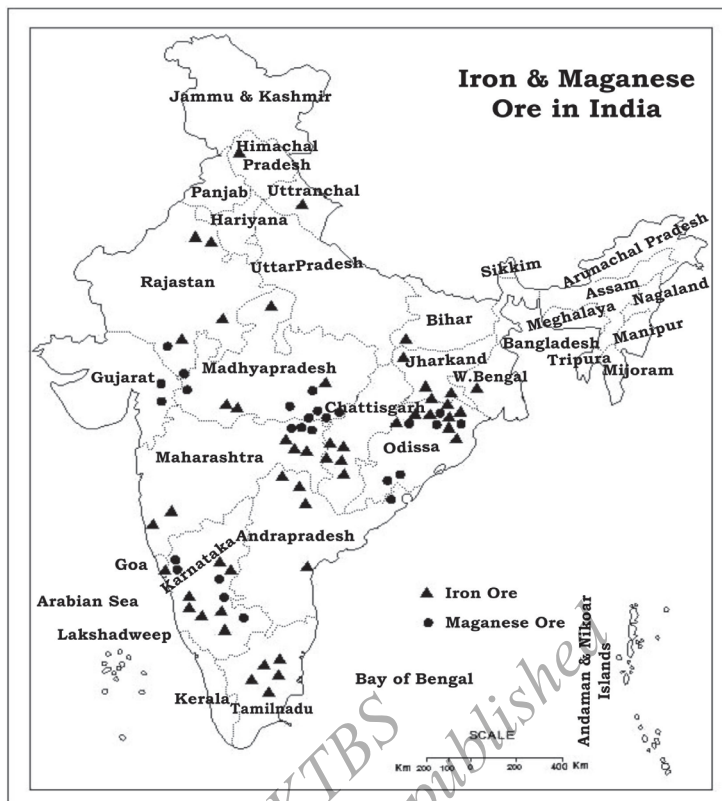 Iron & Maganese
Ore in India
Jammu & Kashmir
Himachal
Pradesh
Panjab
Uttranchal
Hariyana
UttarPradesh
Rajastan
Sikkim
Arunachal Pradesh
Assam
Nagaland
Meghalaya
Bihar
Manipur
Bangladesh
Jharkand
Tripura
Mijoram
W.Bengal
Gujarat
Madhyapradesh
Chattisgarh
Odissa
Maharashtra
Andrapradesh
Goa
Karnataka
Iron Ore
Arabian Sea
Maganese Ore
Lakshadweep
Andaman & Nikoar
Islands
Bay of Bengal
Kerala
Tamilnadu
KTBS
published
SCALE
Km 200 100 0 200 400 Km